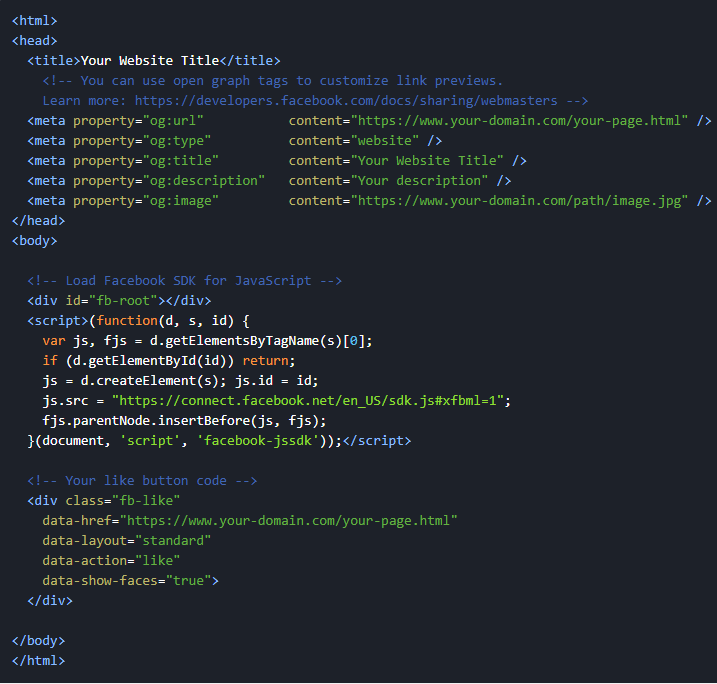 <html>
<head>
  <title>Your Website Title</title>
    <!-- You can use open graph tags to customize link previews.
    Learn more: https://developers.facebook.com/docs/sharing/webmasters -->
  <meta property="og:url"           content="https://www.your-domain.com/your-page.html" />
  <meta property="og:type"          content="website" />
  <meta property="og:title"         content="Your Website Title" />
  <meta property="og:description"   content="Your description" />
  <meta property="og:image"         content="https://www.your-domain.com/path/image.jpg" />
</head>
<body>

  <!-- Load Facebook SDK for JavaScript -->
  <div id="fb-root"></div>
  <script>(function(d, s, id) {
    var js, fjs = d.getElementsByTagName(s)[0];
    if (d.getElementById(id)) return;
    js = d.createElement(s); js.id = id;
    js.src = "https://connect.facebook.net/en_US/sdk.js#xfbml=1";
    fjs.parentNode.insertBefore(js, fjs);
  }(document, 'script', 'facebook-jssdk'));</script>

  <!-- Your like button code -->
  <div class="fb-like"
    data-href="https://www.your-domain.com/your-page.html"
    data-layout="standard"
    data-action="like"
    data-show-faces="true">
  </div>

</body>
</html>